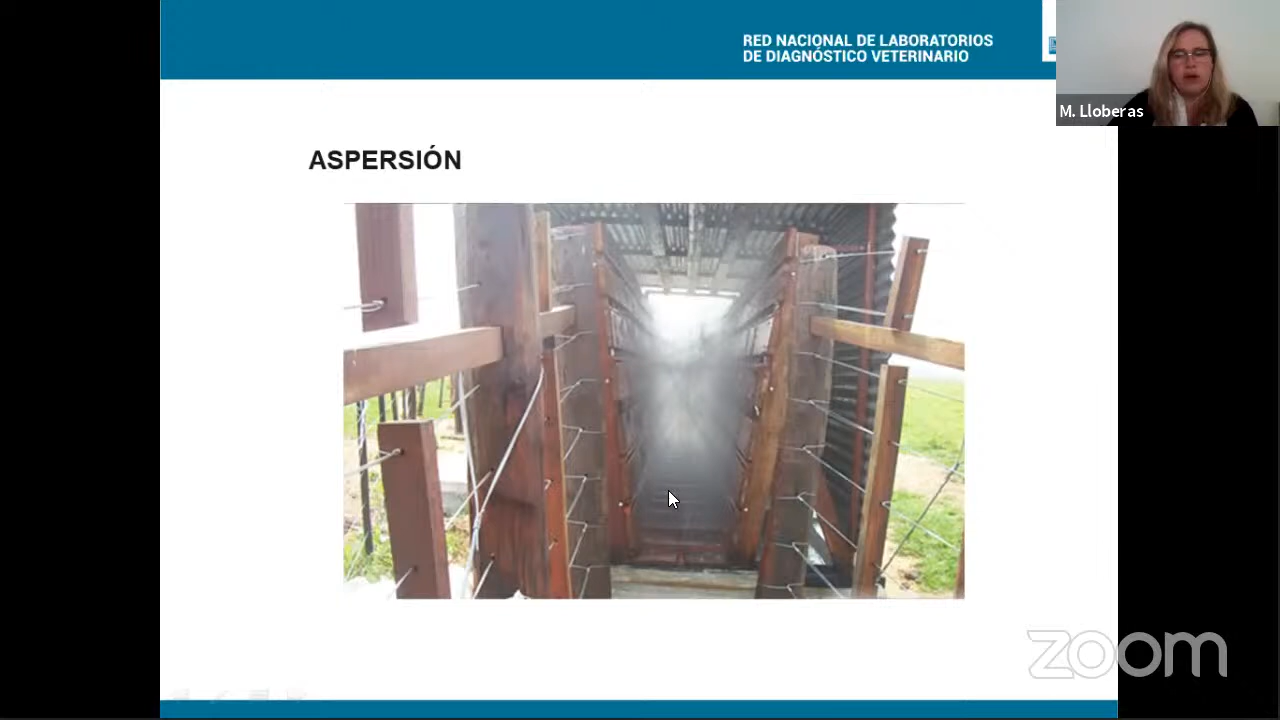 RED NACIONAL DE LABORATORIOS
DE DIAGNÓSTICO VETERINARIO
M. Lloberas
ASPERSIÓN
zoom